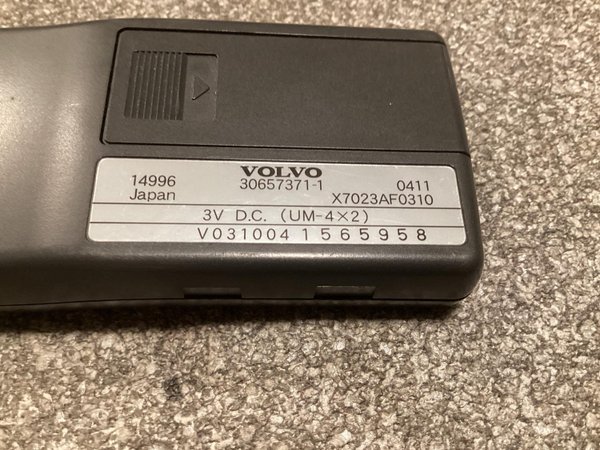 VOLVO
14996 30657371-1 0411
Japan X7023AF0310
3V D.C. (UM-4×2)
V031004 1565958